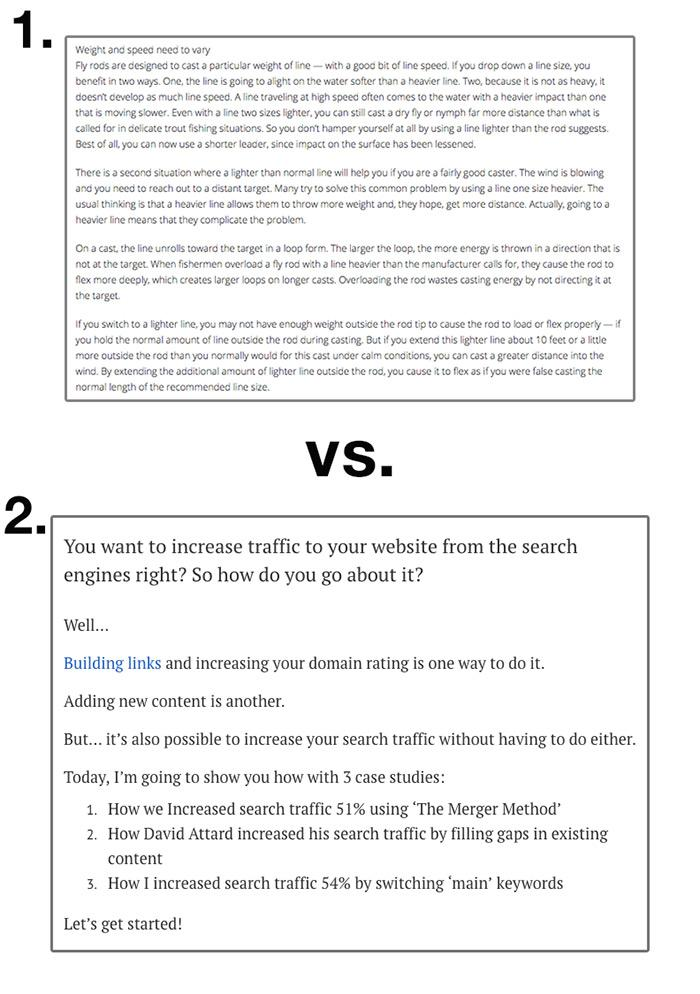 1.
Weight and speed need to vary
Fly rods are designed to cast a particular weight of line — with a good bit of line speed. If you drop down a line size, you
benefit in two ways. One, the line is going to alight on the water softer than a heavier line. Two, because it is not as heavy, it
doesn't develop as much line speed. A line traveling at high speed often comes to the water with a heavier impact than one
that is moving slower. Even with a line two sizes lighter, you can still cast a dry fly or nymph far more distance than what is
called for in delicate trout fishing situations. So you don't hamper yourself at all by using a line lighter than the rod suggests.
Best of all, you can now use a shorter leader, since impact on the surface has been lessened.
There is a second situation where a lighter than normal line will help you if you are a fairly good caster. The wind is blowing
and you need to reach out to a distant target. Many try to solve this common problem by using a line one size heavier. The
usual thinking is that a heavier line allows them to throw more weight and, they hope, get more distance. Actually, going to a
heavier line means that they complicate the problem.
On a cast, the line unrolls toward the target in a loop form. The larger the loop, the more energy is thrown in a direction that is
not at the target. When fishermen overload a fly rod with a line heavier than the manufacturer calls for, they cause the rod to
flex more deeply, which creates larger loops on longer casts. Overloading the rod wastes casting energy by not directing it at
the target.
If you switch to a lighter line, you may not have enough weight outside the rod tip to cause the rod to load or flex properly — if
you hold the normal amount of line outside the rod during casting. But if you extend this lighter line about 10 feet or a little
more outside the rod than you normally would for this cast under calm conditions, you can cast a greater distance into the
wind. By extending the additional amount of lighter line outside the rod, you cause it to flex as if you were false casting the
normal length of the recommended line size.
vs.
2.
You want to increase traffic to your website from the search
engines right? So how do you go about it?
Well…
Building links and increasing your domain rating is one way to do it.
Adding new content is another.
But… it's also possible to increase your search traffic without having to do either.
Today, I'm going to show you how with 3 case studies:
1. How we Increased search traffic 51% using ‘The Merger Method’
2. How David Attard increased his search traffic by filling gaps in existing
content
3. How I increased search traffic 54% by switching ‘main’ keywords
Let's get started!